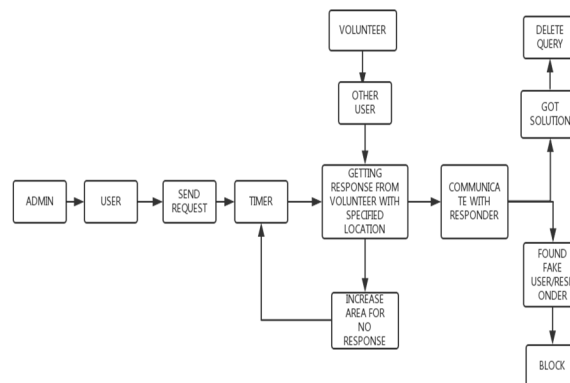 VOLUNTEER
OTHER
USER
DELETE
QUERY
GOT
SOLUTION
ADMIN
USER
SEND
REQUEST
TIMER
GETTING
RESPONSE FROM
VOLUNTEER WITH
SPECIFIED
LOCATION
COMMUNICA
TE WITH
RESPONDER
INCREASE
AREA FOR
NO
RESPONSE
FOUND
FAKE
USER/RESP
ONDER
BLOCK